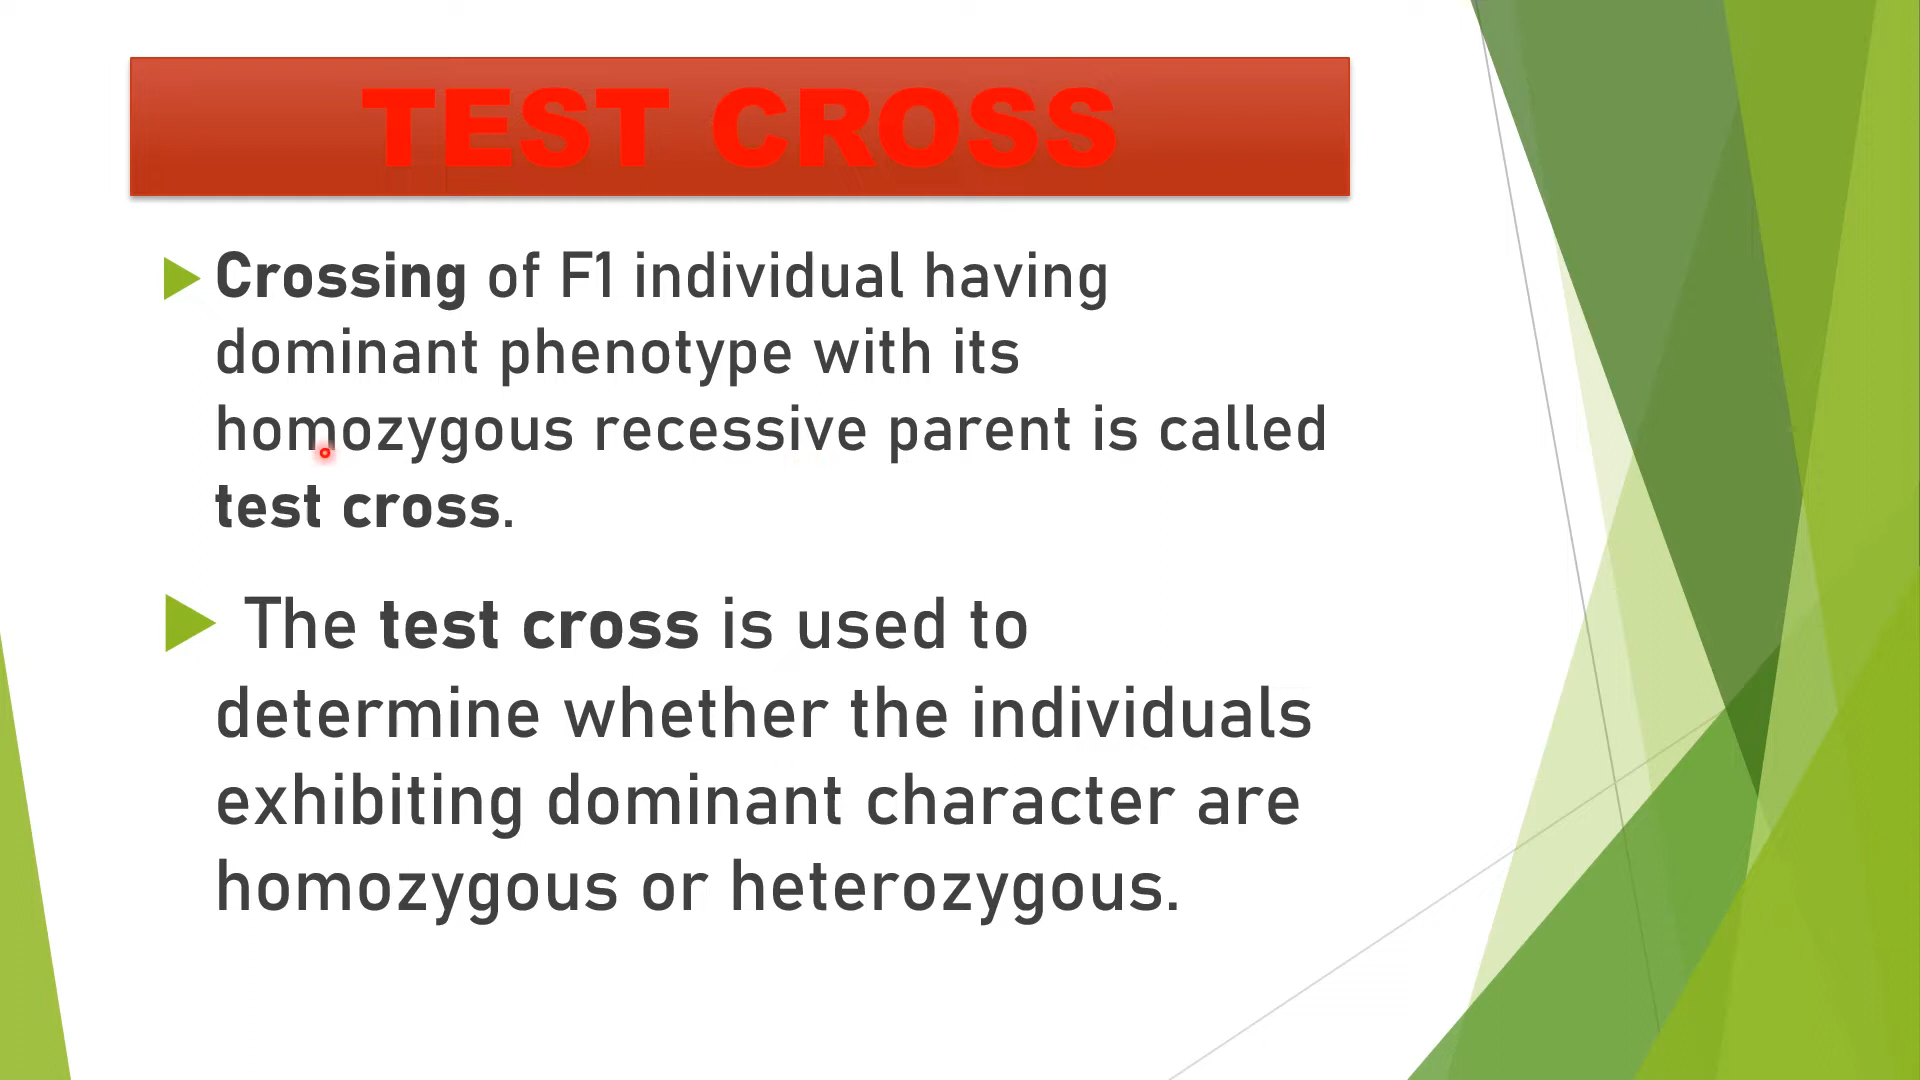 TEST CROSS
Crossing of F1 individual having
dominant phenotype with its
homozygous recessive parent is called
test cross.
The test cross is used to
determine whether the individuals
exhibiting dominant character are
homozygous or heterozygous.